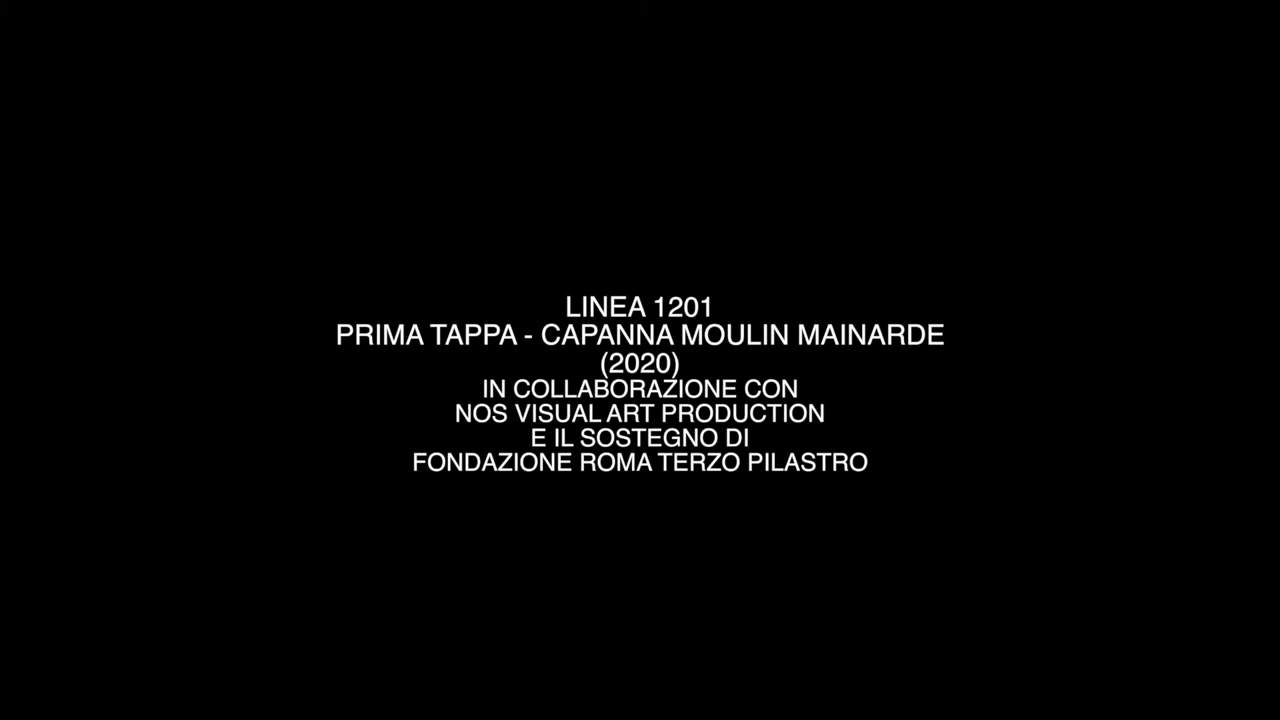 LINEA 1201
PRIMA TAPPA - CAPANNA MOULIN MAINARDE
(2020)
IN COLLABORAZIONE CON
NOS VISUAL ART PRODUCTION
E IL SOSTEGNO DI
FONDAZIONE ROMA TERZO PILASTRO